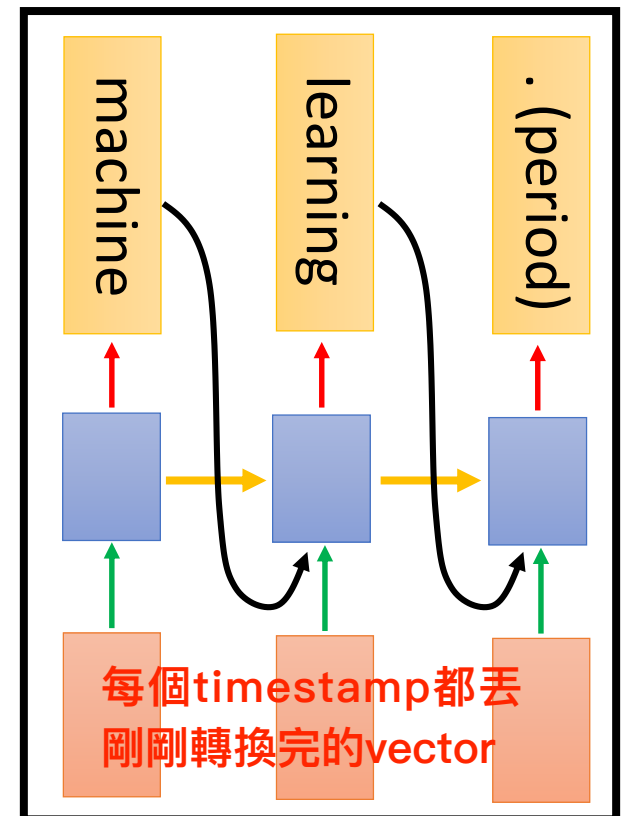 machine
learning
. (period)
每個timestamp都丟
剛剛轉換完的vector